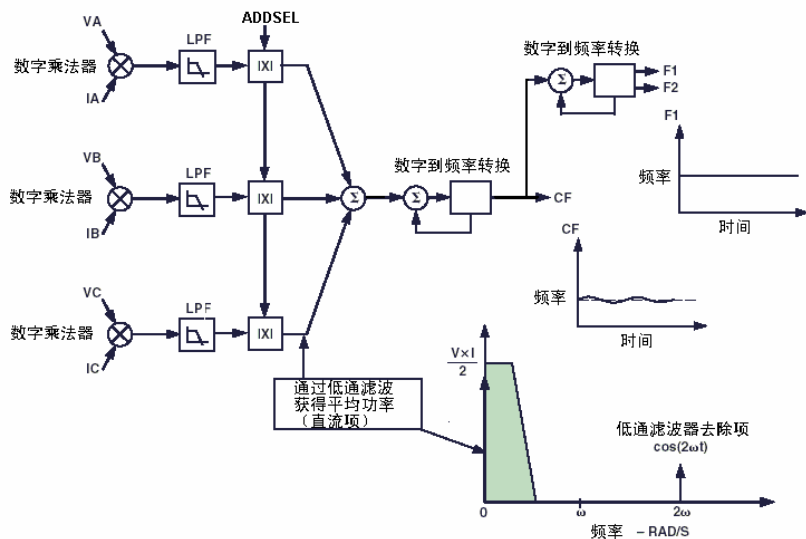 VA
ADDSEL
LPF
数字乘法器
|X|
IA
数字到频率转换
Σ
F1
F2
F1
频率
时间
VB
LPF
数字乘法器
|X|
IB
Σ
数字到频率转换
Σ
CF
CF
频率
时间
VC
LPF
数字乘法器
|X|
IC
通过低通滤波
获得平均功率
(直流项)
V×I
2
低通滤波器去除项
cos(2ωt)
0
ω
2ω
频率 – RAD/S